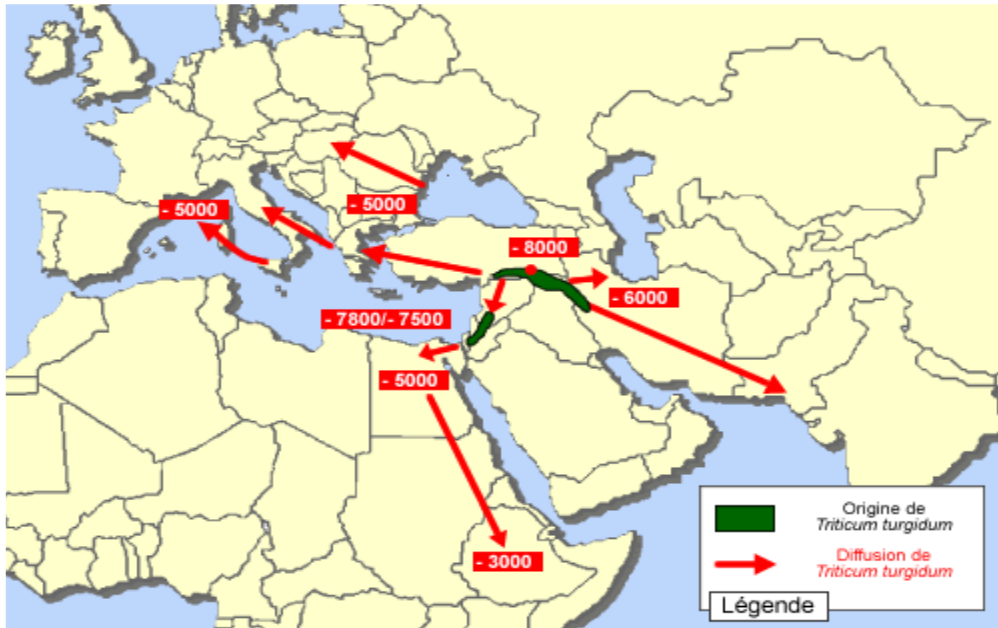 - 5000
- 5000
- 8000
- 6000
- 7800/- 7500
- 5000
- 3000
Origine de
Triticum turgidum
Diffusion de
Triticum turgidum
Légende